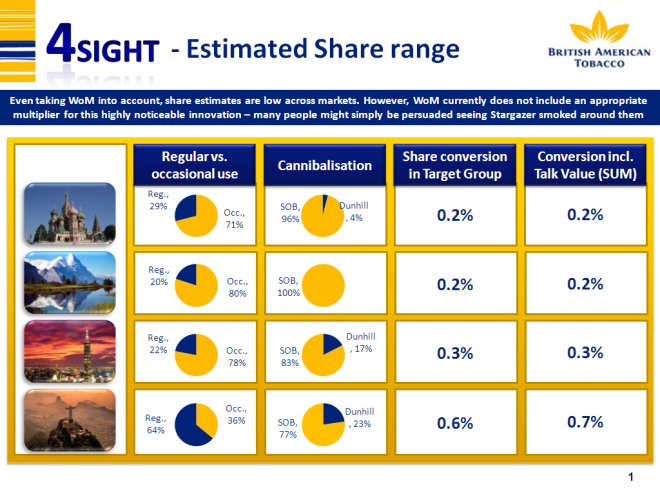 4SIGHT - Estimated Share range
BRITISH AMERICAN
TOBACCO
Even taking WoM into account, share estimates are low across markets. However, WoM currently does not include an appropriate
multiplier for this highly noticeable innovation – many people might simply be persuaded seeing Stargazer smoked around them
Regular vs.
occasional use
Cannibalisation
Share conversion
in Target Group
Conversion incl.
Talk Value (SUM)
Reg.,
29%
Occ.,
71%
SOB,
96%
Dunhill
, 4%
0.2%
0.2%
Reg.,
20%
Occ.,
80%
SOB,
100%
0.2%
0.2%
Reg.,
22%
Occ.,
78%
SOB,
83%
Dunhill
, 17%
0.3%
0.3%
Reg.,
64%
Occ.,
36%
SOB,
77%
Dunhill
, 23%
0.6%
0.7%
1